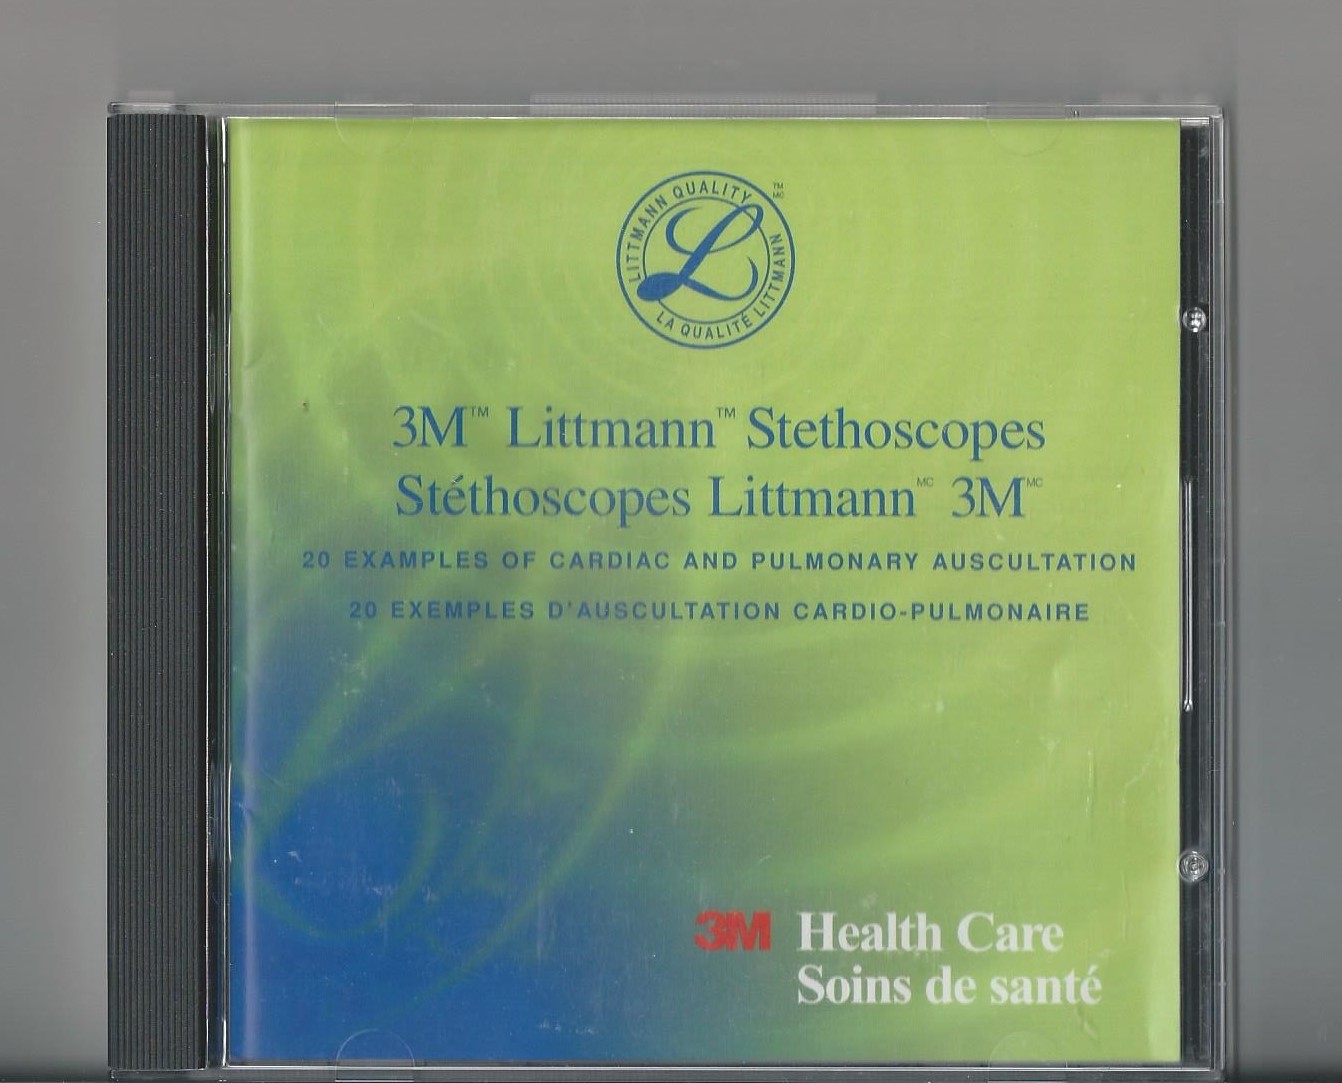 LITTMANN QUALITY
L
LA QUALITÉ LITTMANN
3M™ Littmann™ Stethoscopes
Stéthoscopes Littmann MC 3M MC
20 EXAMPLES OF CARDIAC AND PULMONARY AUSCULTATION
20 EXEMPLES D'AUSCULTATION CARDIO-PULMONAIRE
3M Health Care
Soins de santé